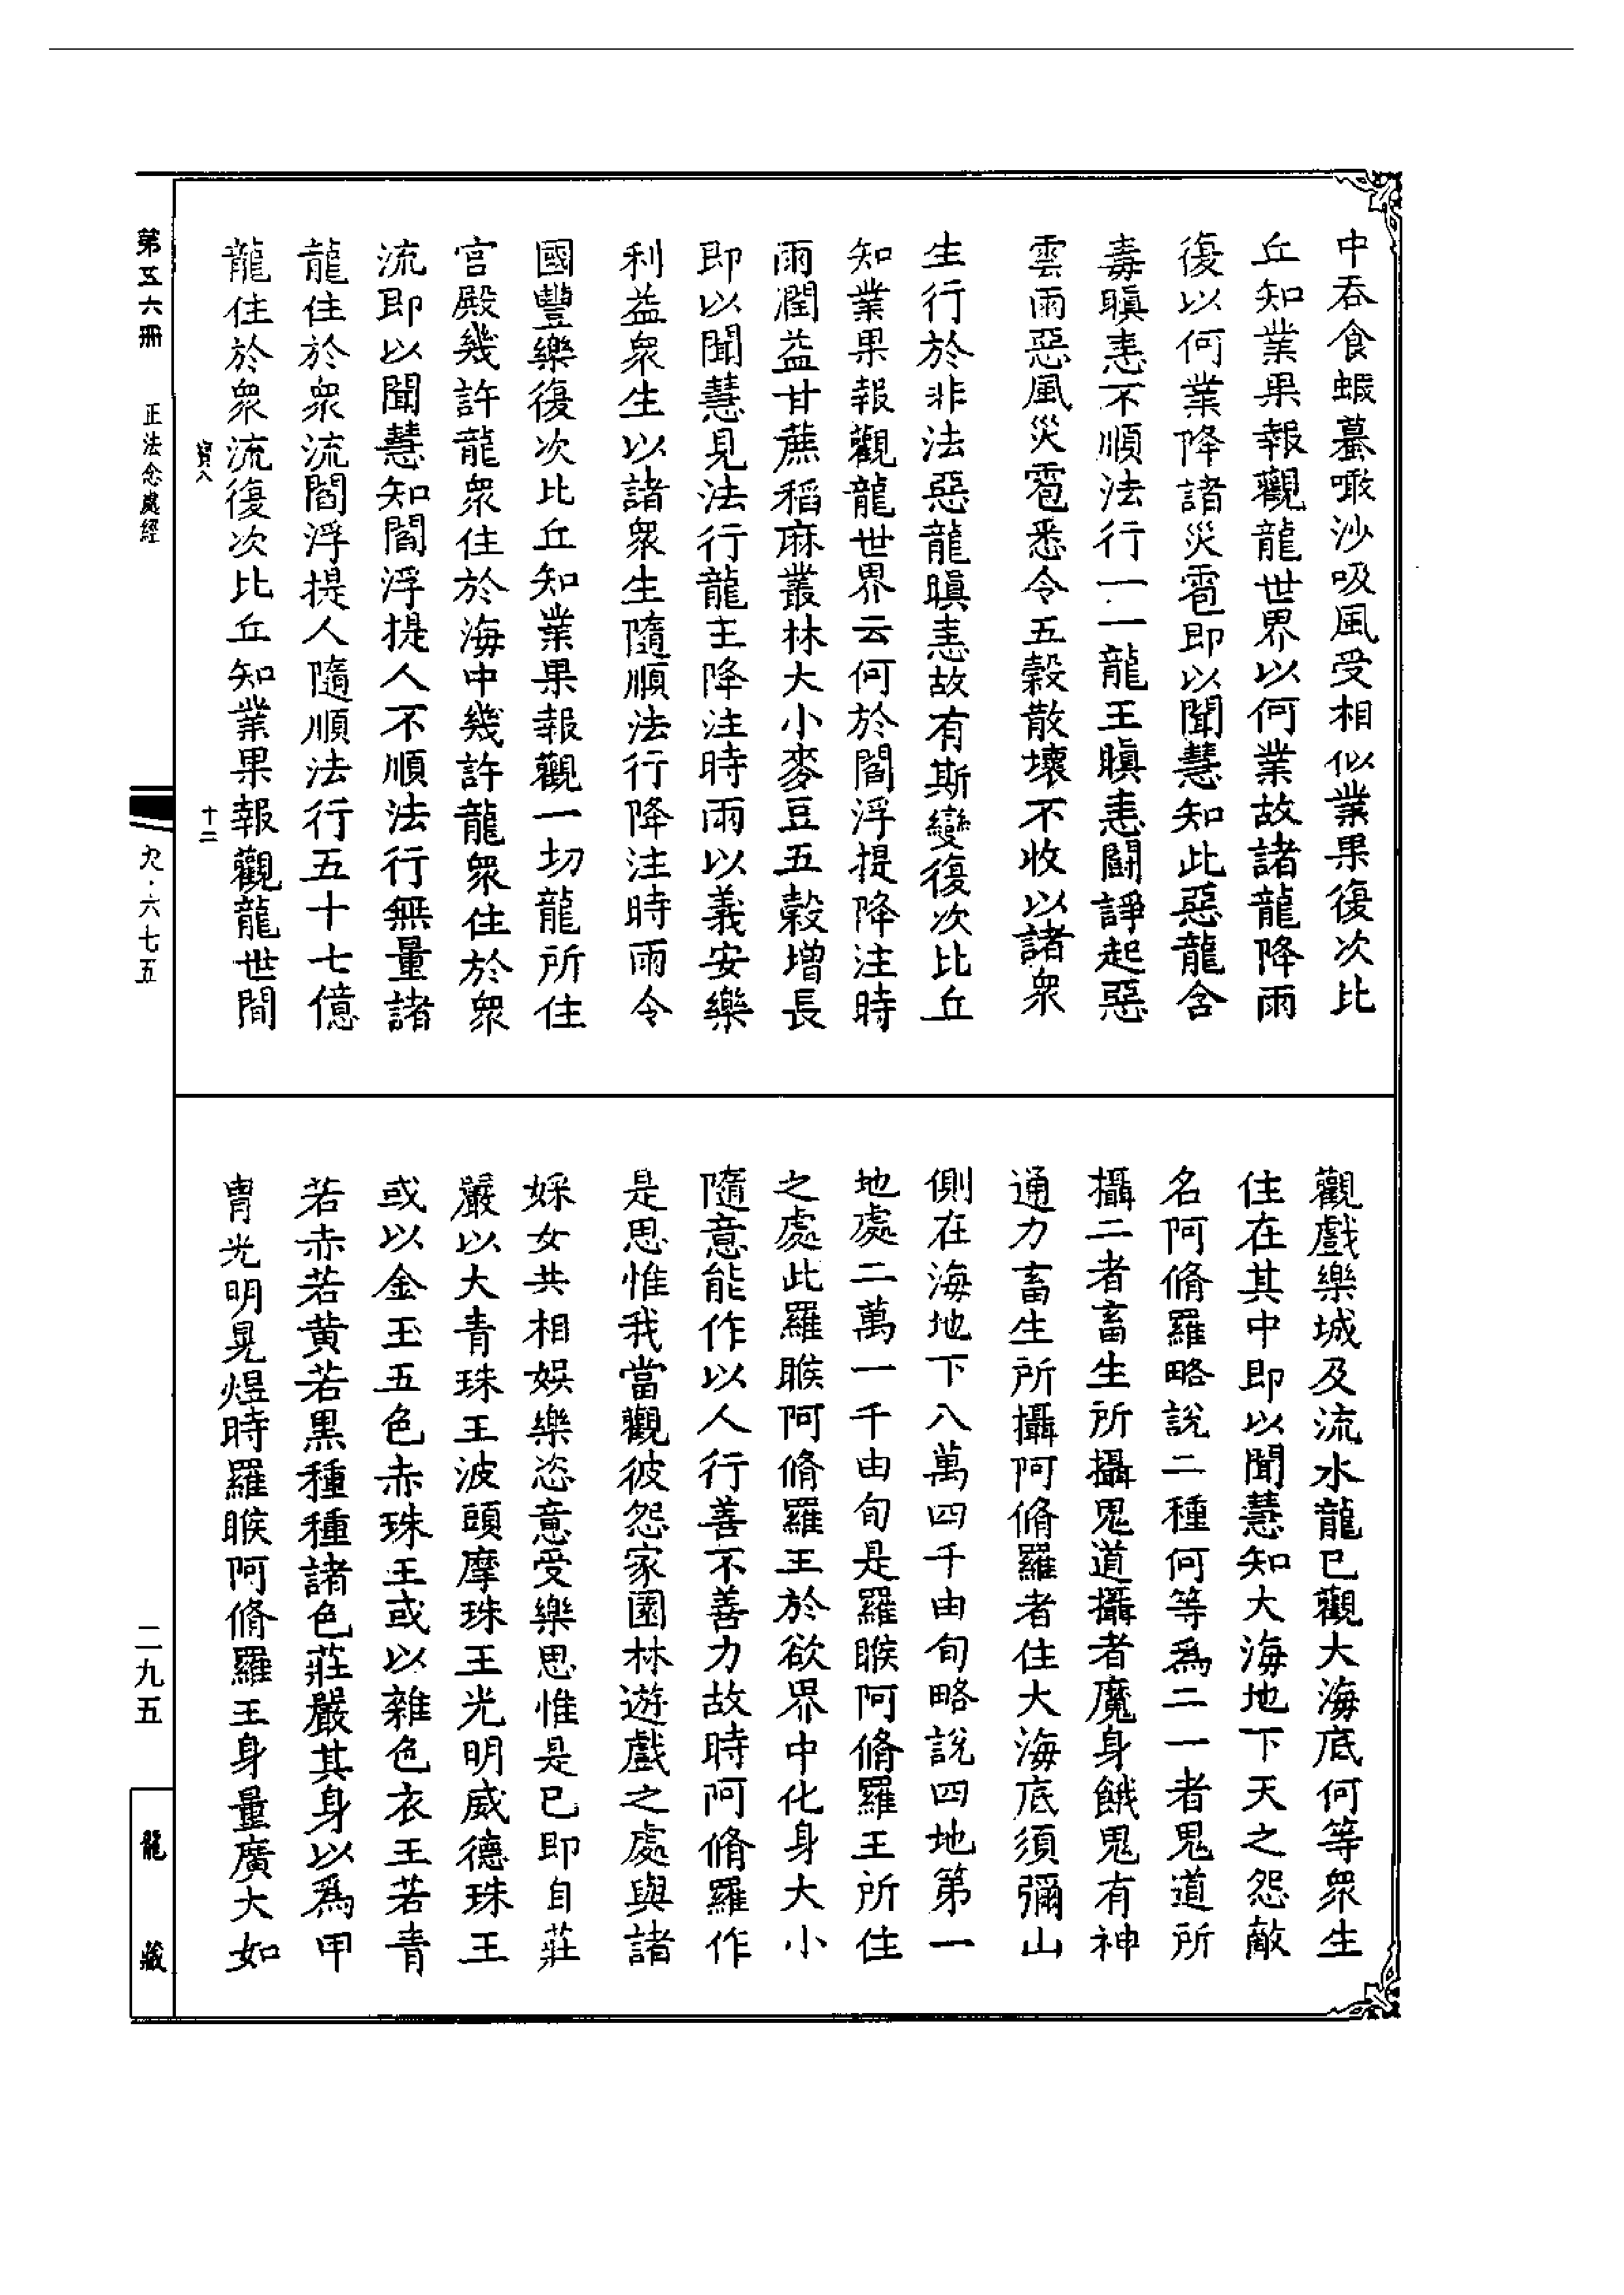 中吞食蝦蟇噉沙吸風受相似業果復次比
丘知業果報觀龍世界以何業故諸龍降雨
復以何業降諸災雹即以聞慧知此惡龍含
毒瞋恚不順法行一一龍王瞋恚鬪諍起惡
雲雨惡風災雹悉令五穀散壞不收以諸眾
生行於非法惡龍瞋恚故有斯變復次比丘
知業果報觀龍世界云何於閻浮提降注時
雨潤益甘蔗稻麻叢林大小麥豆五穀增長
即以聞慧見法行龍王降注時雨以義安樂
利益眾生以諸眾生隨順法行降注時雨令
國豐樂復次比丘知業果報觀一切龍所住
宮殿幾許龍眾住於海中幾許龍眾住於眾
流即以聞慧知閻浮提人不順法行無量諸
龍住於眾流閻浮提人隨順法行五十七億
龍住於眾流復次比丘知業果報觀龍世間
觀戲樂城及流水龍已觀大海底何等眾生
住在其中即以聞慧知大海地下天之怨敵
名阿脩羅略說二種何等為二一者鬼道所
攝二者畜生所攝鬼道攝者魔身餓鬼有神
通力畜生所攝阿脩羅者住大海底須彌山
側在海地下八萬四千由旬略說四地第一
地處二萬一千由旬是羅睺阿脩羅王所住
之處此羅睺阿脩羅王於欲界中化身大小
隨意能作以人行善不善力故時阿脩羅作
是思惟我當觀彼怨家園林遊戲之處與諸
婇女共相娛樂恣意受樂思惟是已即自莊
嚴以大青珠王波頭摩珠王光明威德珠王
或以金玉五色赤珠王或以雜色衣王若青
若赤若黃若黑種種諸色莊嚴其身以為甲
冑光明晃煜時羅睺阿脩羅王身量廣大如
寶八
十二
第五六冊
正法念處經
九·六七五
二九五
龍藏